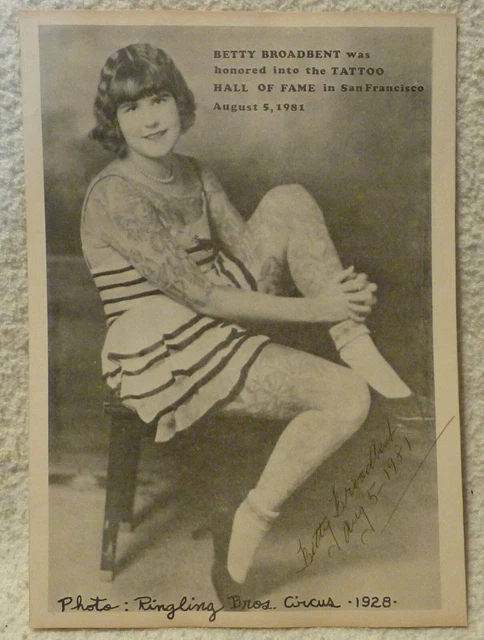 BETTY BROADBENT was
honored into the TATTOO
HALL OF FAME in San Francisco
August 5, 1981
Betty Broadbent
Aug 5 1981
Photo : Ringling Bros. Circus - 1928 -